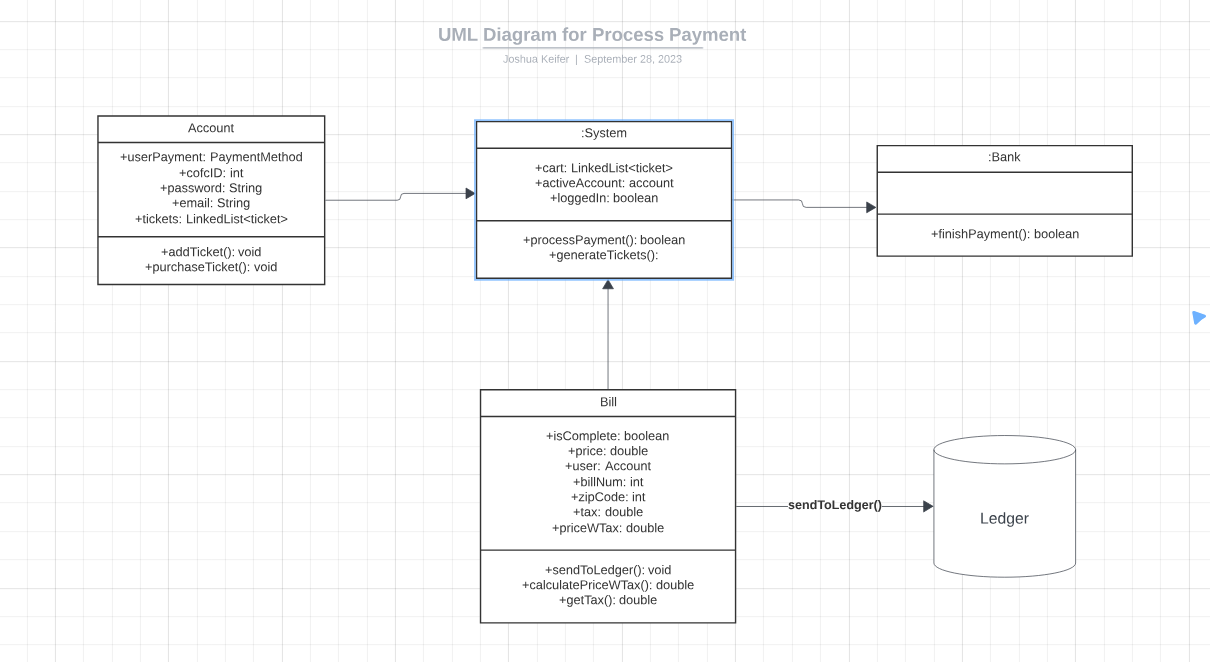 UML Diagram for Process Payment
Joshua Keifer | September 28, 2023
Account
+userPayment: PaymentMethod
+cofcID: int
+password: String
+email: String
+tickets: LinkedList<ticket>
+addTicket(): void
+purchaseTicket(): void
:System
+cart: LinkedList<ticket>
+activeAccount: account
+loggedIn: boolean
+processPayment(): boolean
+generateTickets():
:Bank
+finishPayment(): boolean
Bill
+isComplete: boolean
+price: double
+user: Account
+billNum: int
+zipCode: int
+tax: double
+priceWTax: double
+sendToLedger(): void
+calculatePriceWTax(): double
+getTax(): double
sendToLedger()
Ledger